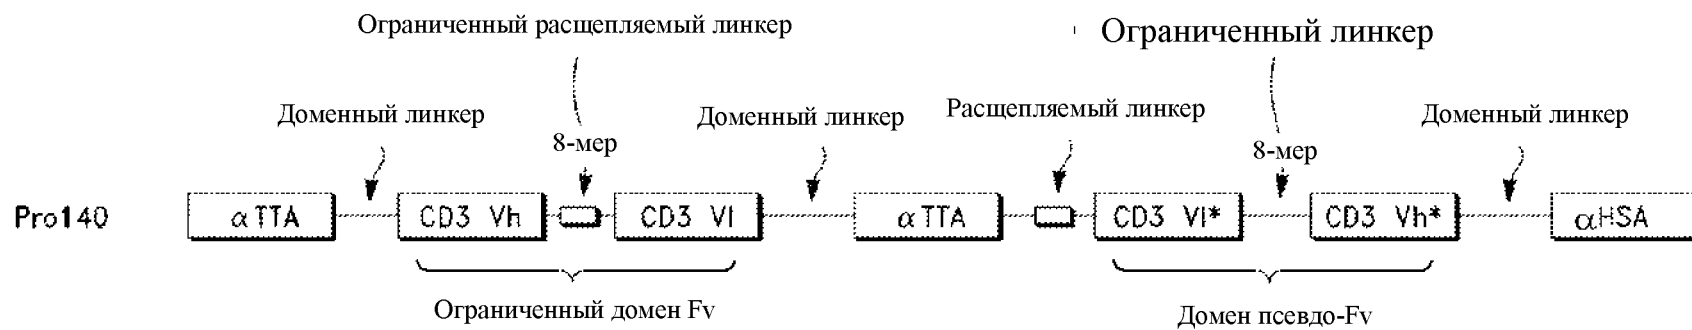 Ограниченный расщепляемый линкер
Ограниченный линкер
Доменный линкер
8-мер
Доменный линкер
Расщепляемый линкер
8-мер
Доменный линкер
Pro140
αTTA
CD3 Vh
CD3 Vl
αTTA
CD3 Vl*
CD3 Vh*
αHSA
Ограниченный домен Fv
Домен псевдо-Fv